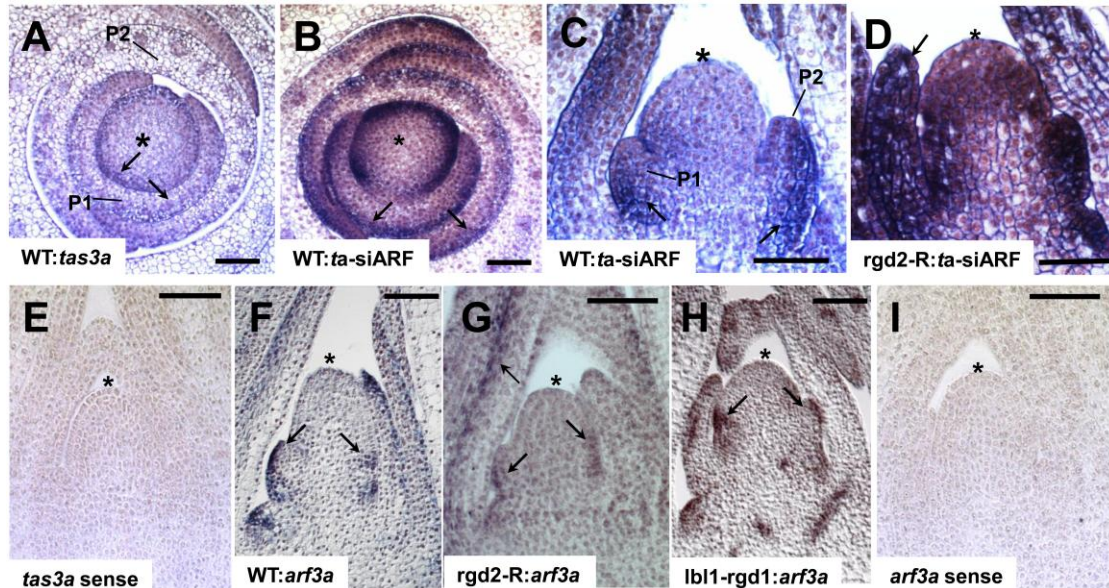 A
P2
*
P1
WT:tas3a
B
*
WT:ta-siARF
C
*
P2
P1
WT:ta-siARF
D
*
rgd2-R:ta-siARF
E
*
tas3a sense
F
*
WT:arf3a
G
*
rgd2-R:arf3a
H
*
lbl1-rgd1:arf3a
I
*
arf3a sense